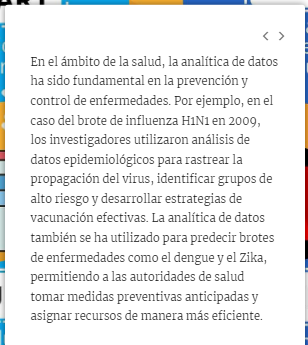 En el ámbito de la salud, la analítica de datos
ha sido fundamental en la prevención y
control de enfermedades. Por ejemplo, en el
caso del brote de influenza H1N1 en 2009,
los investigadores utilizaron análisis de
datos epidemiológicos para rastrear la
propagación del virus, identificar grupos de
alto riesgo y desarrollar estrategias de
vacunación efectivas. La analítica de datos
también se ha utilizado para predecir brotes
de enfermedades como el dengue y el Zika,
permitiendo a las autoridades de salud
tomar medidas preventivas anticipadas y
asignar recursos de manera más eficiente.